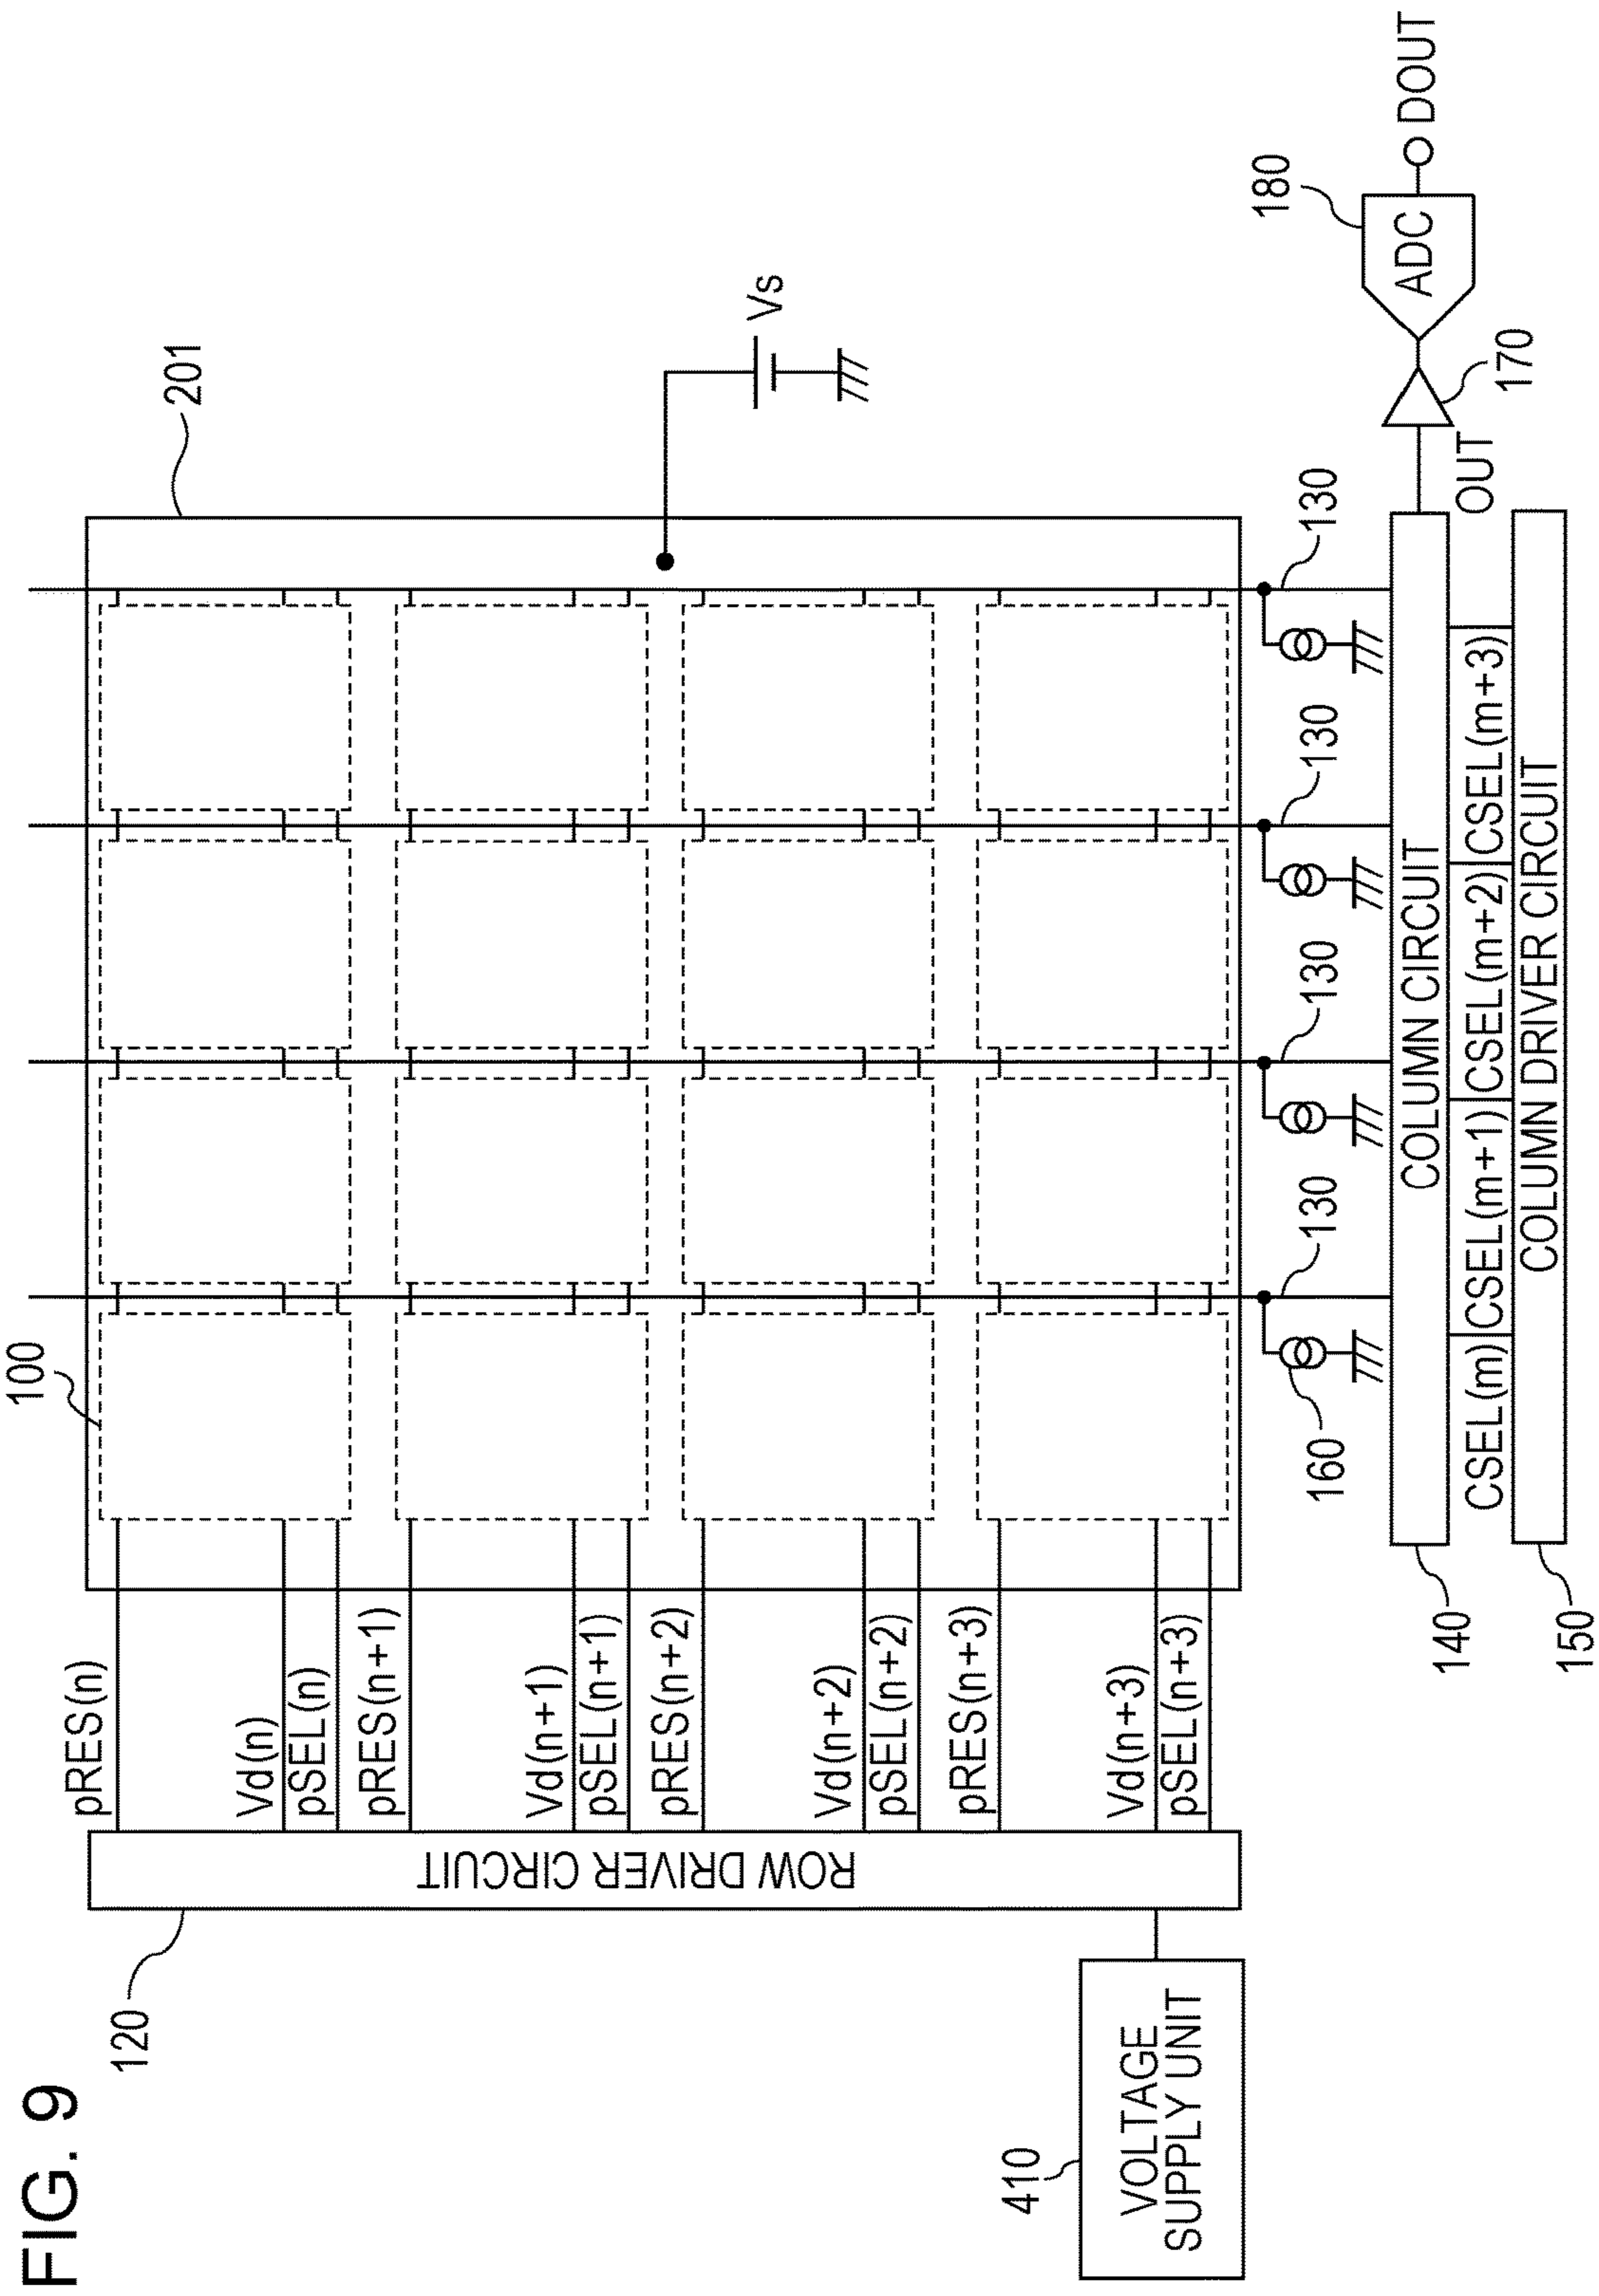 FIG. 9
410
VOLTAGE
SUPPLY UNIT
120
ROW DRIVER CIRCUIT
pRES(n)
Vd(n)
pSEL(n)
pRES(n+1)
Vd(n+1)
pSEL(n+1)
pRES(n+2)
Vd(n+2)
pSEL(n+2)
pRES(n+3)
Vd(n+3)
pSEL(n+3)
100
201
Vs
160
130
130
130
130
140
COLUMN CIRCUIT
OUT
170
180
ADC
DOUT
CSEL(m)
CSEL(m+1)
CSEL(m+2)
CSEL(m+3)
150
COLUMN DRIVER CIRCUIT